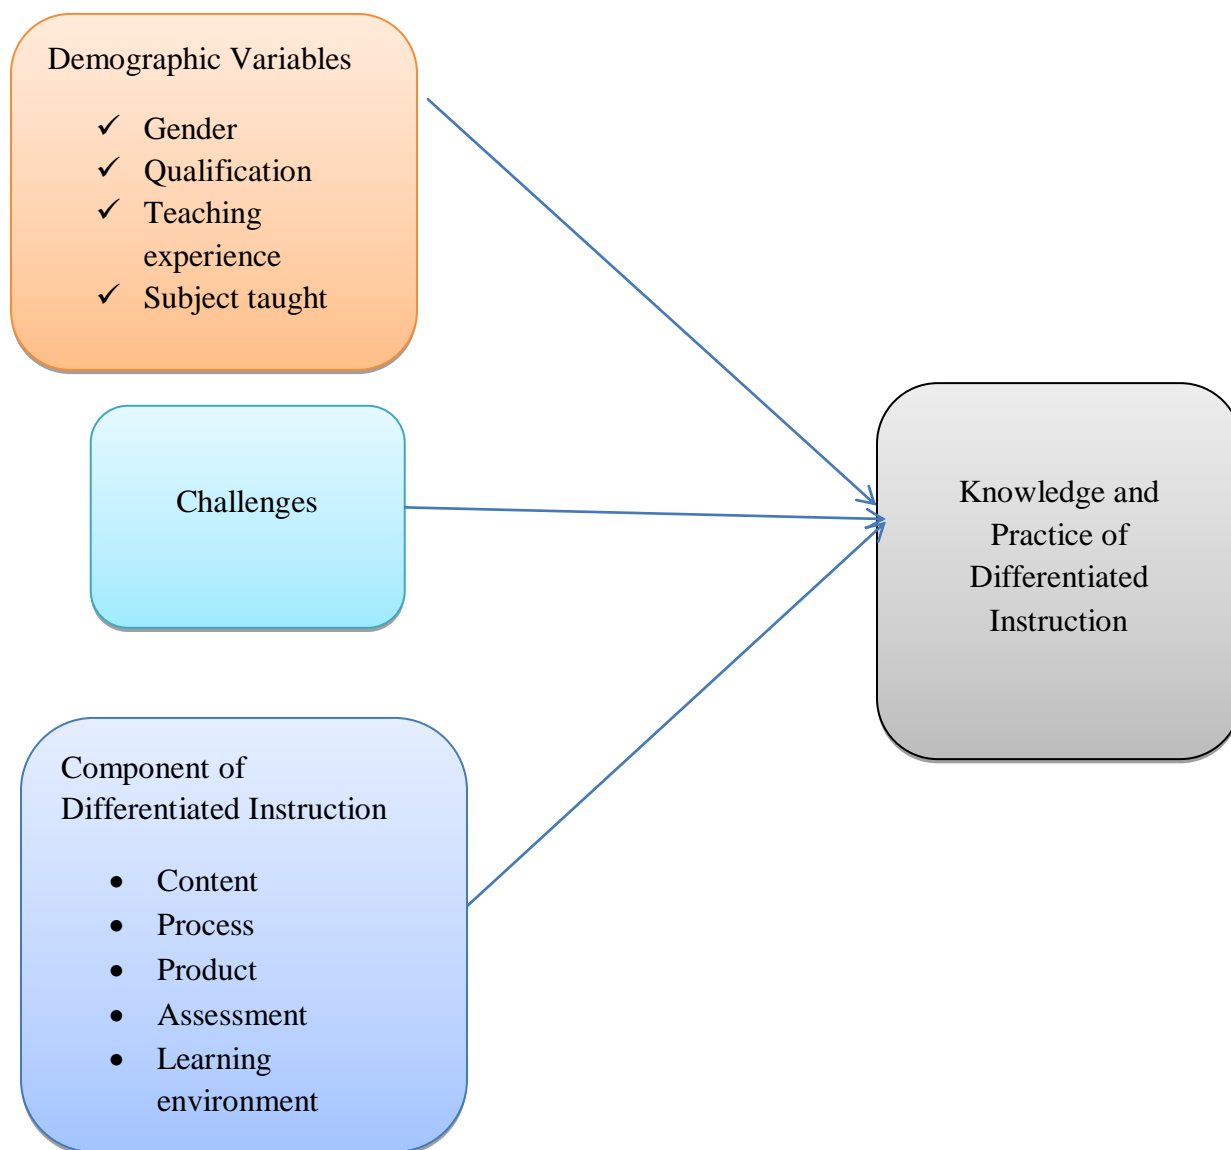 Demographic Variables
✓ Gender
✓ Qualification
✓ Teaching
experience
✓ Subject taught
Challenges
Knowledge and
Practice of
Differentiated
Instruction
Component of
Differentiated Instruction
• Content
• Process
• Product
• Assessment
• Learning
environment